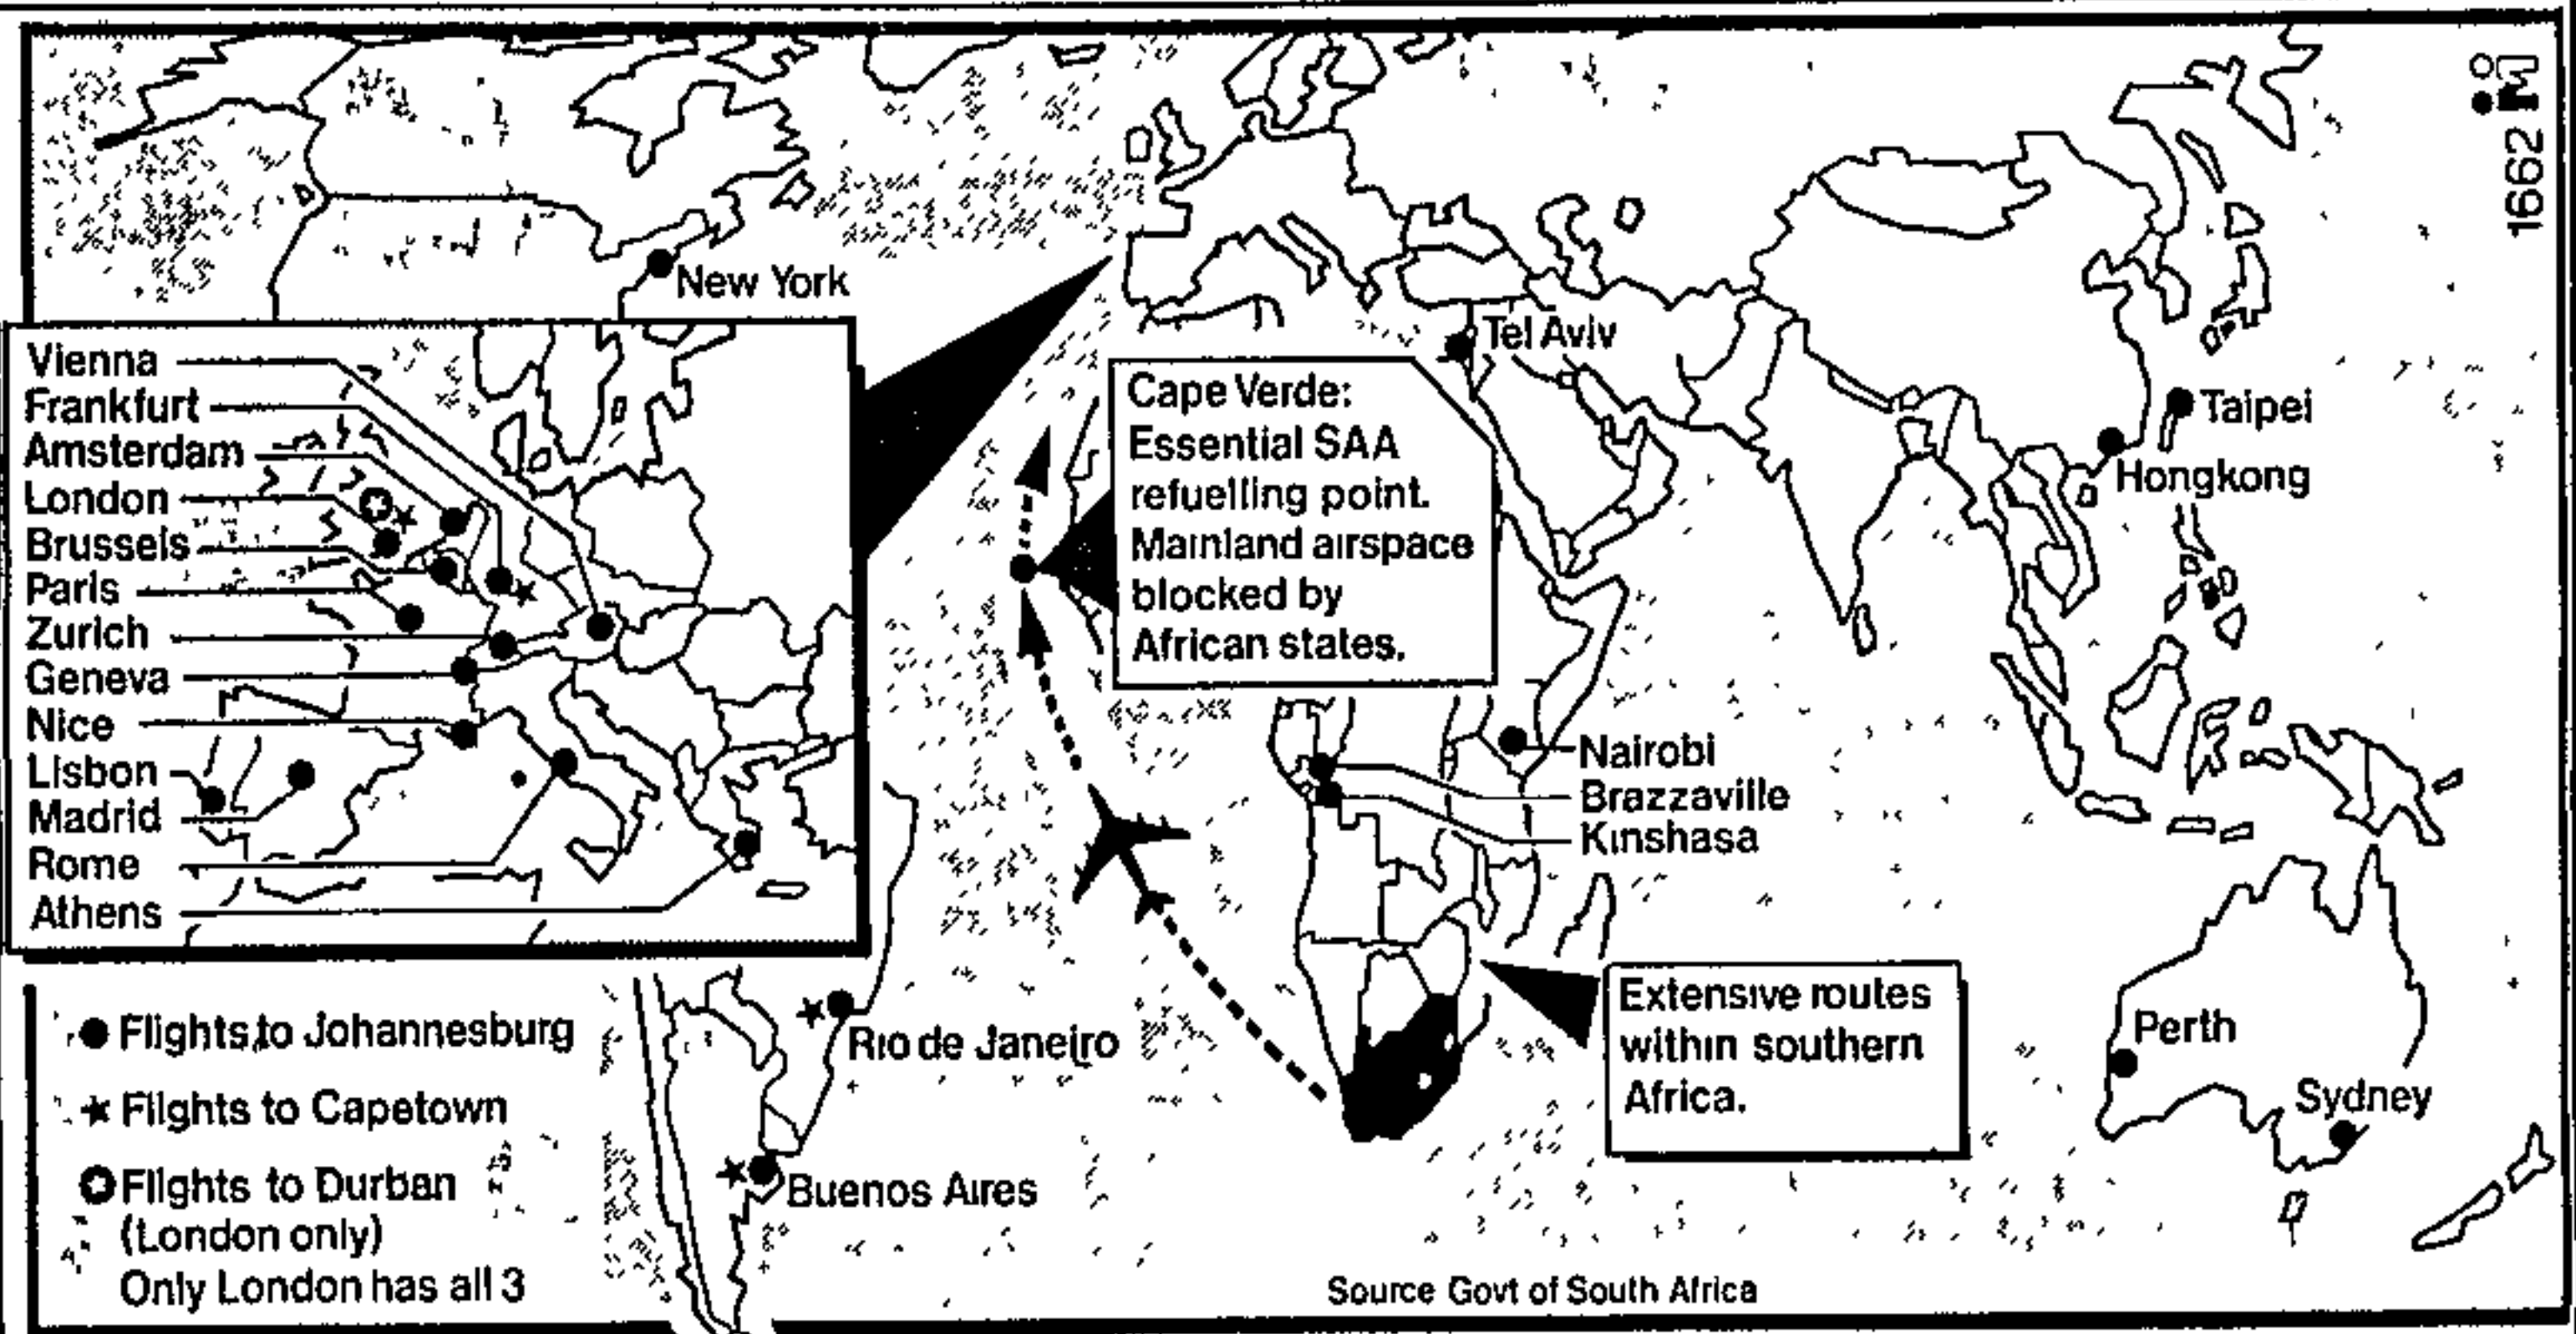 New York
Vienna
Frankfurt
Amsterdam
London
Brussels
Paris
Zurich
Geneva
Nice
Lisbon
Madrid
Rome
Athens
Tel Aviv
Cape Verde:
Essential SAA
refuelling point.
Mainland airspace
blocked by
African states.
Taipei
Hongkong
Nairobi
Brazzaville
Kinshasa
Extensive routes
within southern
Africa.
Perth
Sydney
Rio de Janeiro
Buenos Aires
Flights to Johannesburg
Flights to Capetown
Flights to Durban
(London only)
Only London has all 3
Source Govt of South Africa
1662